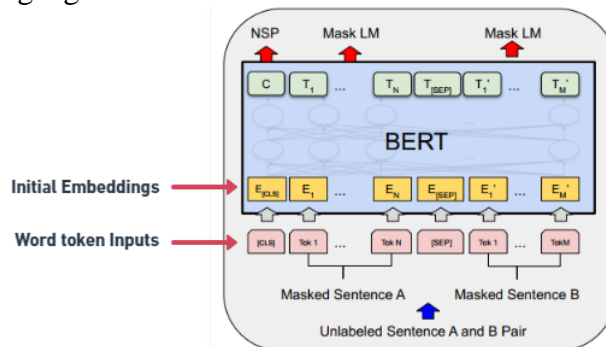 NSP Mask LM Mask LM
C T1 ... TN T[SEP] T1' ... TM'
BERT
Initial Embeddings E[CLS] E1 ... EN E[SEP] E1' ... EM'
Word token Inputs [CLS] Tok 1 ... Tok N [SEP] Tok 1 ... TokM
Masked Sentence A Masked Sentence B
Unlabeled Sentence A and B Pair